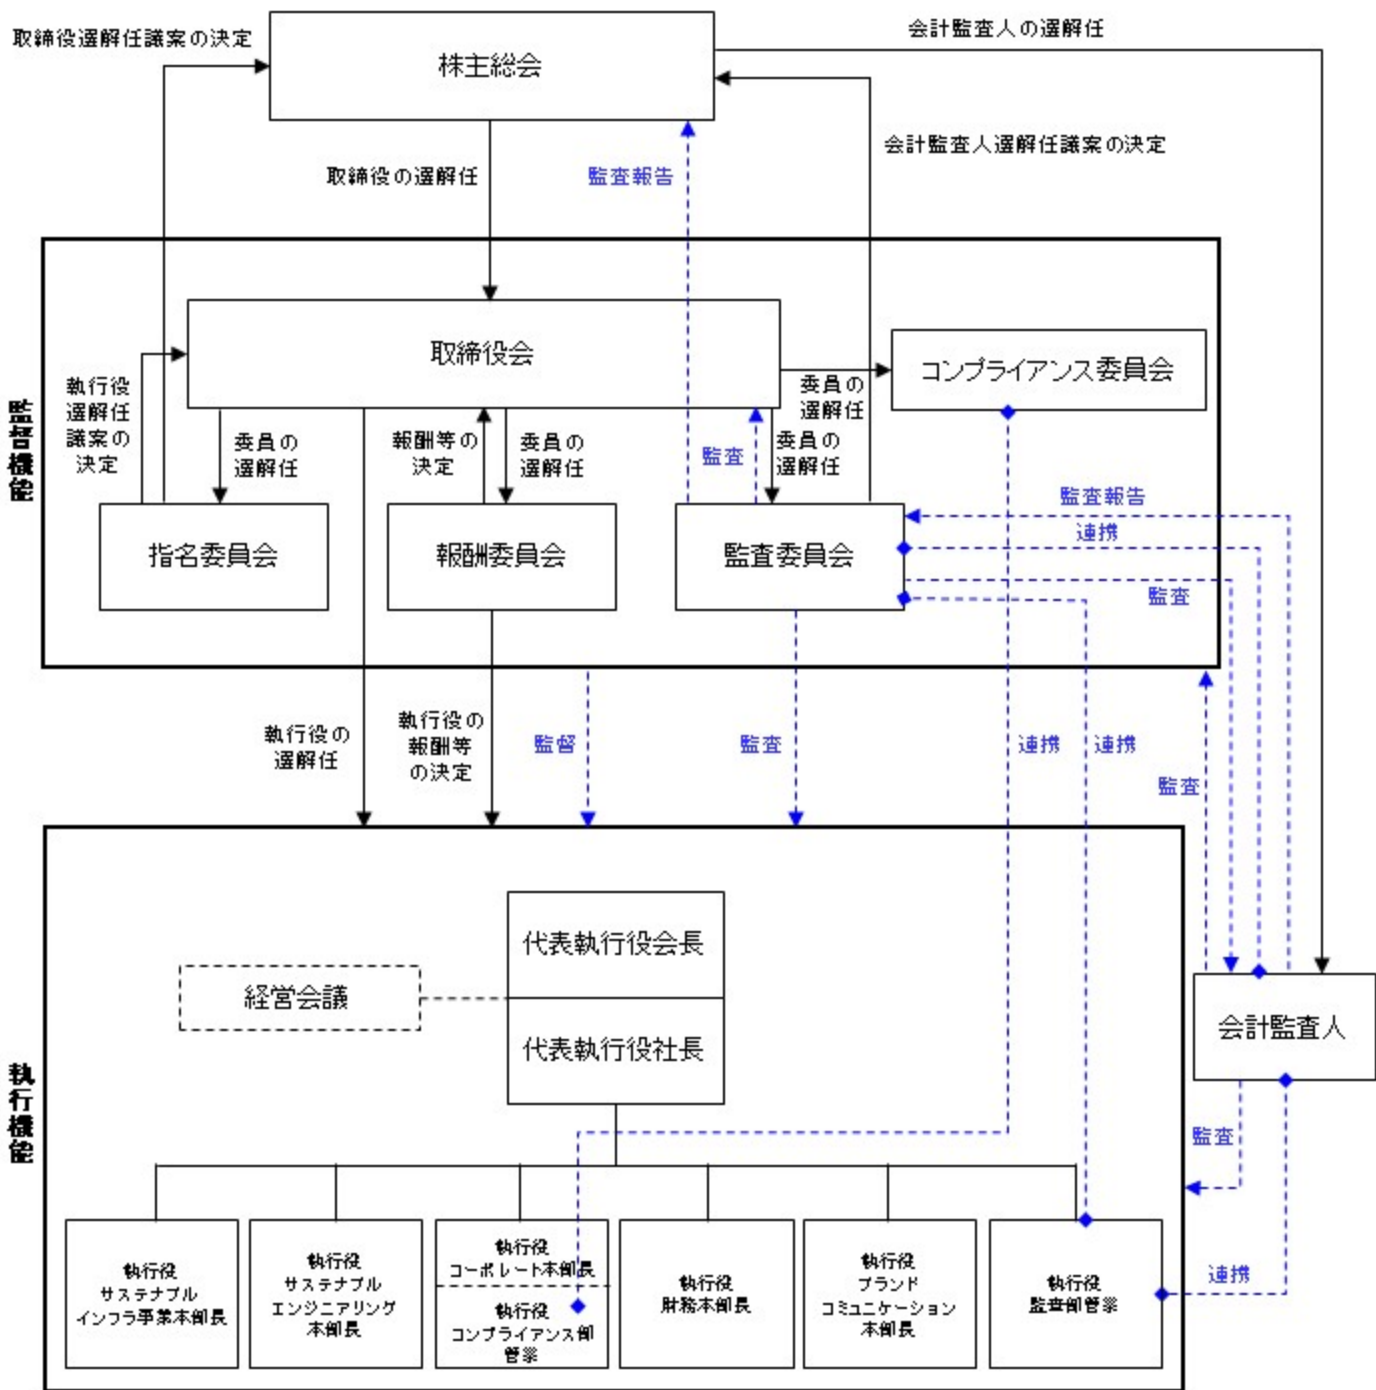 取締役選解任議案の決定
株主総会
会計監査人の選解任
会計監査人選解任議案の決定
取締役の選解任
監査報告
監督機能
取締役会
コンプライアンス委員会
執行役
選解任
議案の
決定
委員の
選解任
報酬等の
決定
委員の
選解任
監査
委員の
選解任
委員の
選解任
指名委員会
報酬委員会
監査委員会
監査報告
連携
監査
執行役の
選解任
執行役の
報酬等
の決定
監督
監査
連携
連携
監査
執行機能
代表執行役会長
経営会議
代表執行役社長
会計監査人
監査
執行役
サステナブル
インフラ事業本部長
執行役
サステナブル
エンジニアリング
本部長
執行役
コーポレート本部長
執行役
コンプライアンス部
管掌
執行役
財務本部長
執行役
ブランド
コミュニケーション
本部長
執行役
監査部管掌
連携